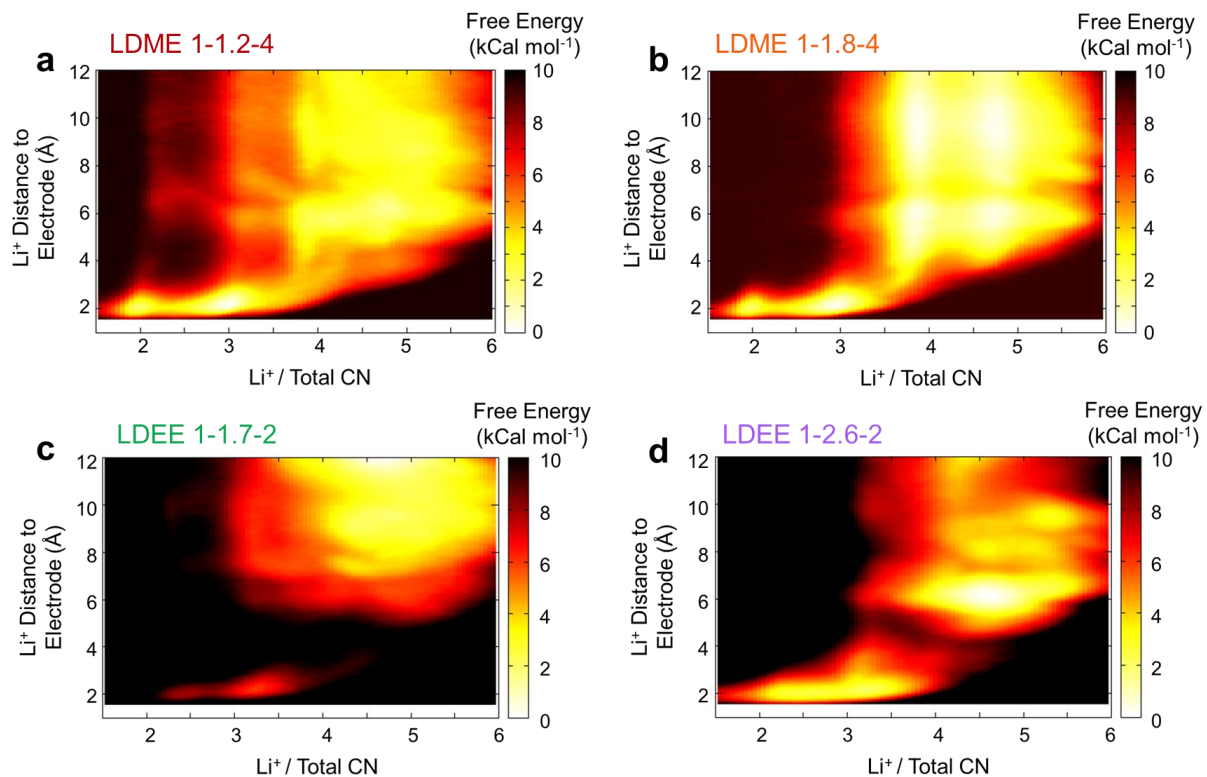 a
LDME 1-1.2-4
Free Energy
(kCal mol⁻¹)
Li⁺ Distance to
Electrode (Å)
12
10
8
6
4
2
2
3
4
5
6
Li⁺ / Total CN
10
8
6
4
2
0
b
LDME 1-1.8-4
Free Energy
(kCal mol⁻¹)
Li⁺ Distance to
Electrode (Å)
12
10
8
6
4
2
2
3
4
5
6
Li⁺ / Total CN
10
8
6
4
2
0
c
LDEE 1-1.7-2
Free Energy
(kCal mol⁻¹)
Li⁺ Distance to
Electrode (Å)
12
10
8
6
4
2
2
3
4
5
6
Li⁺ / Total CN
10
8
6
4
2
0
d
LDEE 1-2.6-2
Free Energy
(kCal mol⁻¹)
Li⁺ Distance to
Electrode (Å)
12
10
8
6
4
2
2
3
4
5
6
Li⁺ / Total CN
10
8
6
4
2
0